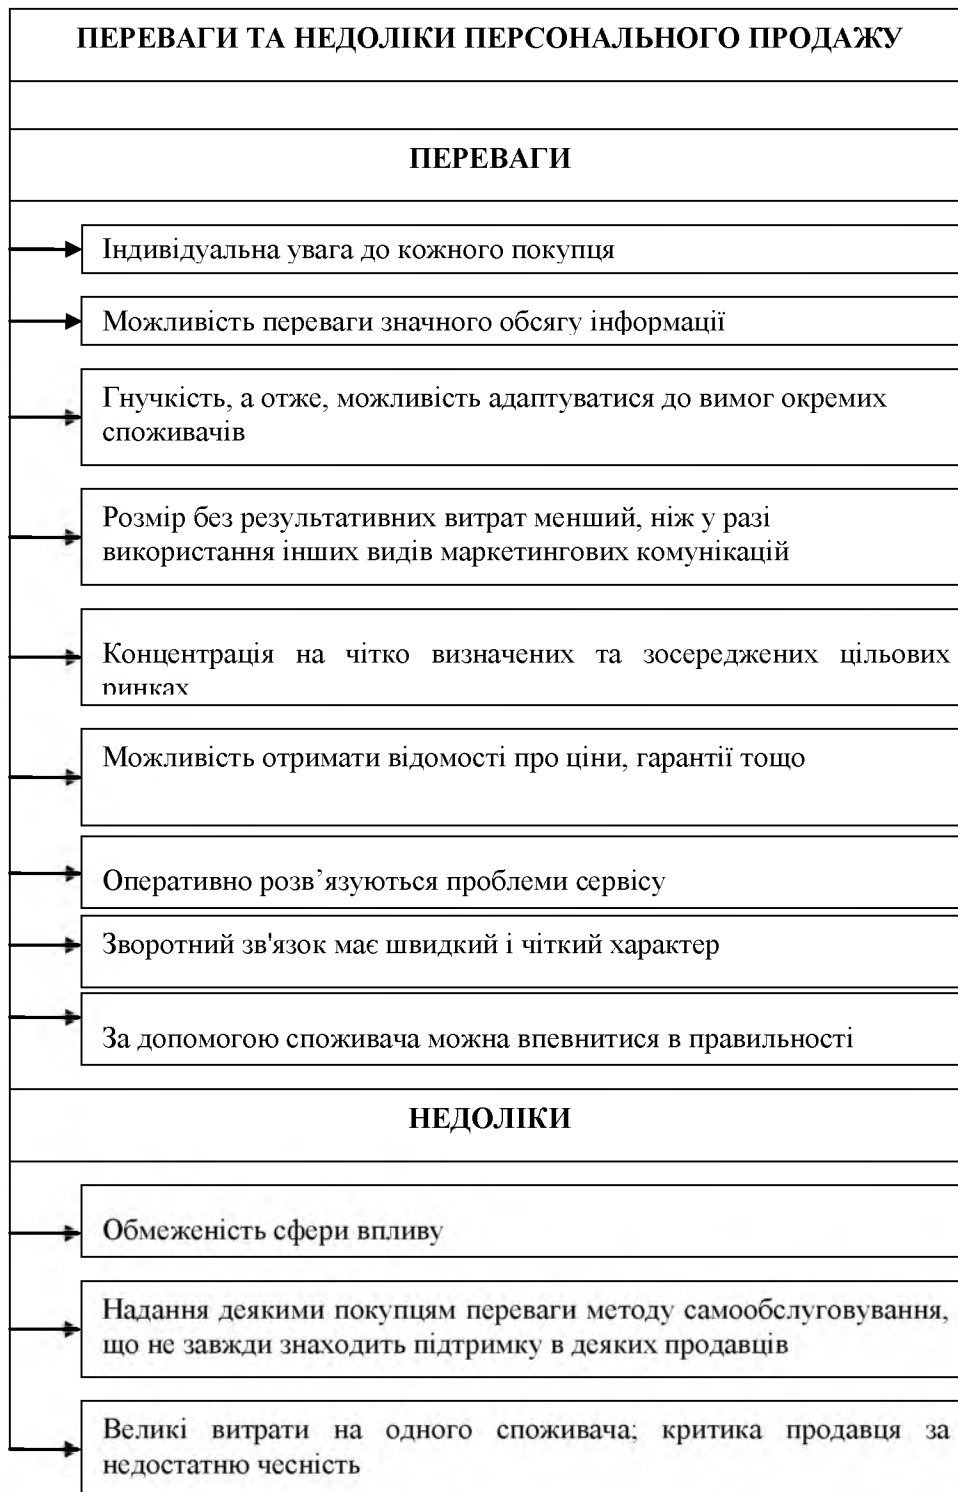 ПЕРЕВАГИ ТА НЕДОЛІКИ ПЕРСОНАЛЬНОГО ПРОДАЖУ
ПЕРЕВАГИ
Індивідуальна увага до кожного покупця
Можливість переваги значного обсягу інформації
Гнучкість, а отже, можливість адаптуватися до вимог окремих
споживачів
Розмір без результативних витрат менший, ніж у разі
використання інших видів маркетингових комунікацій
Концентрація на чітко визначених та зосереджених цільових
ринках
Можливість отримати відомості про ціни, гарантії тощо
Оперативно розв’язуються проблеми сервісу
Зворотний зв'язок має швидкий і чіткий характер
За допомогою споживача можна впевнитися в правильності
НЕДОЛІКИ
Обмеженість сфери впливу
Надання деякими покупцям переваги методу самообслуговування,
що не завжди знаходить підтримку в деяких продавців
Великі витрати на одного споживача; критика продавця за
недостатню чесність